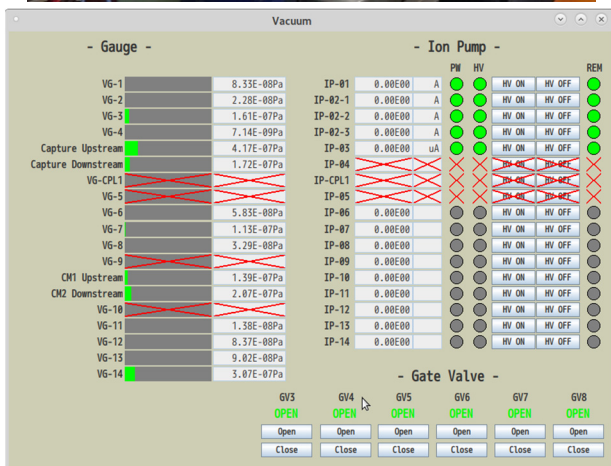 Vacuum
- Gauge -
VG-1 8.33E-08Pa
VG-2 2.28E-08Pa
VG-3 1.61E-07Pa
VG-4 7.14E-09Pa
Capture Upstream 4.17E-07Pa
Capture Downstream 1.72E-07Pa
VG-CPL1
VG-5
VG-6 5.83E-08Pa
VG-7 1.13E-07Pa
VG-8 3.29E-08Pa
VG-9
CM1 Upstream 1.39E-07Pa
CM2 Downstream 2.07E-07Pa
VG-10
VG-11 1.38E-08Pa
VG-12 8.37E-08Pa
VG-13 9.02E-08Pa
VG-14 3.07E-07Pa
- Ion Pump -
PW HV REM
IP-01 0.00E00 A HV ON HV OFF
IP-02-1 0.00E00 A HV ON HV OFF
IP-02-2 0.00E00 A HV ON HV OFF
IP-02-3 0.00E00 A HV ON HV OFF
IP-03 0.00E00 uA HV ON HV OFF
IP-04 HV ON HV OFF
IP-CPL1 HV ON HV OFF
IP-05 HV ON HV OFF
IP-06 0.00E00 HV ON HV OFF
IP-07 0.00E00 HV ON HV OFF
IP-08 0.00E00 HV ON HV OFF
IP-09 0.00E00 HV ON HV OFF
IP-10 0.00E00 HV ON HV OFF
IP-11 0.00E00 HV ON HV OFF
IP-12 0.00E00 HV ON HV OFF
IP-13 0.00E00 HV ON HV OFF
IP-14 0.00E00 HV ON HV OFF
- Gate Valve -
GV3 GV4 GV5 GV6 GV7 GV8
OPEN OPEN OPEN OPEN OPEN OPEN
Open Open Open Open Open Open
Close Close Close Close Close Close